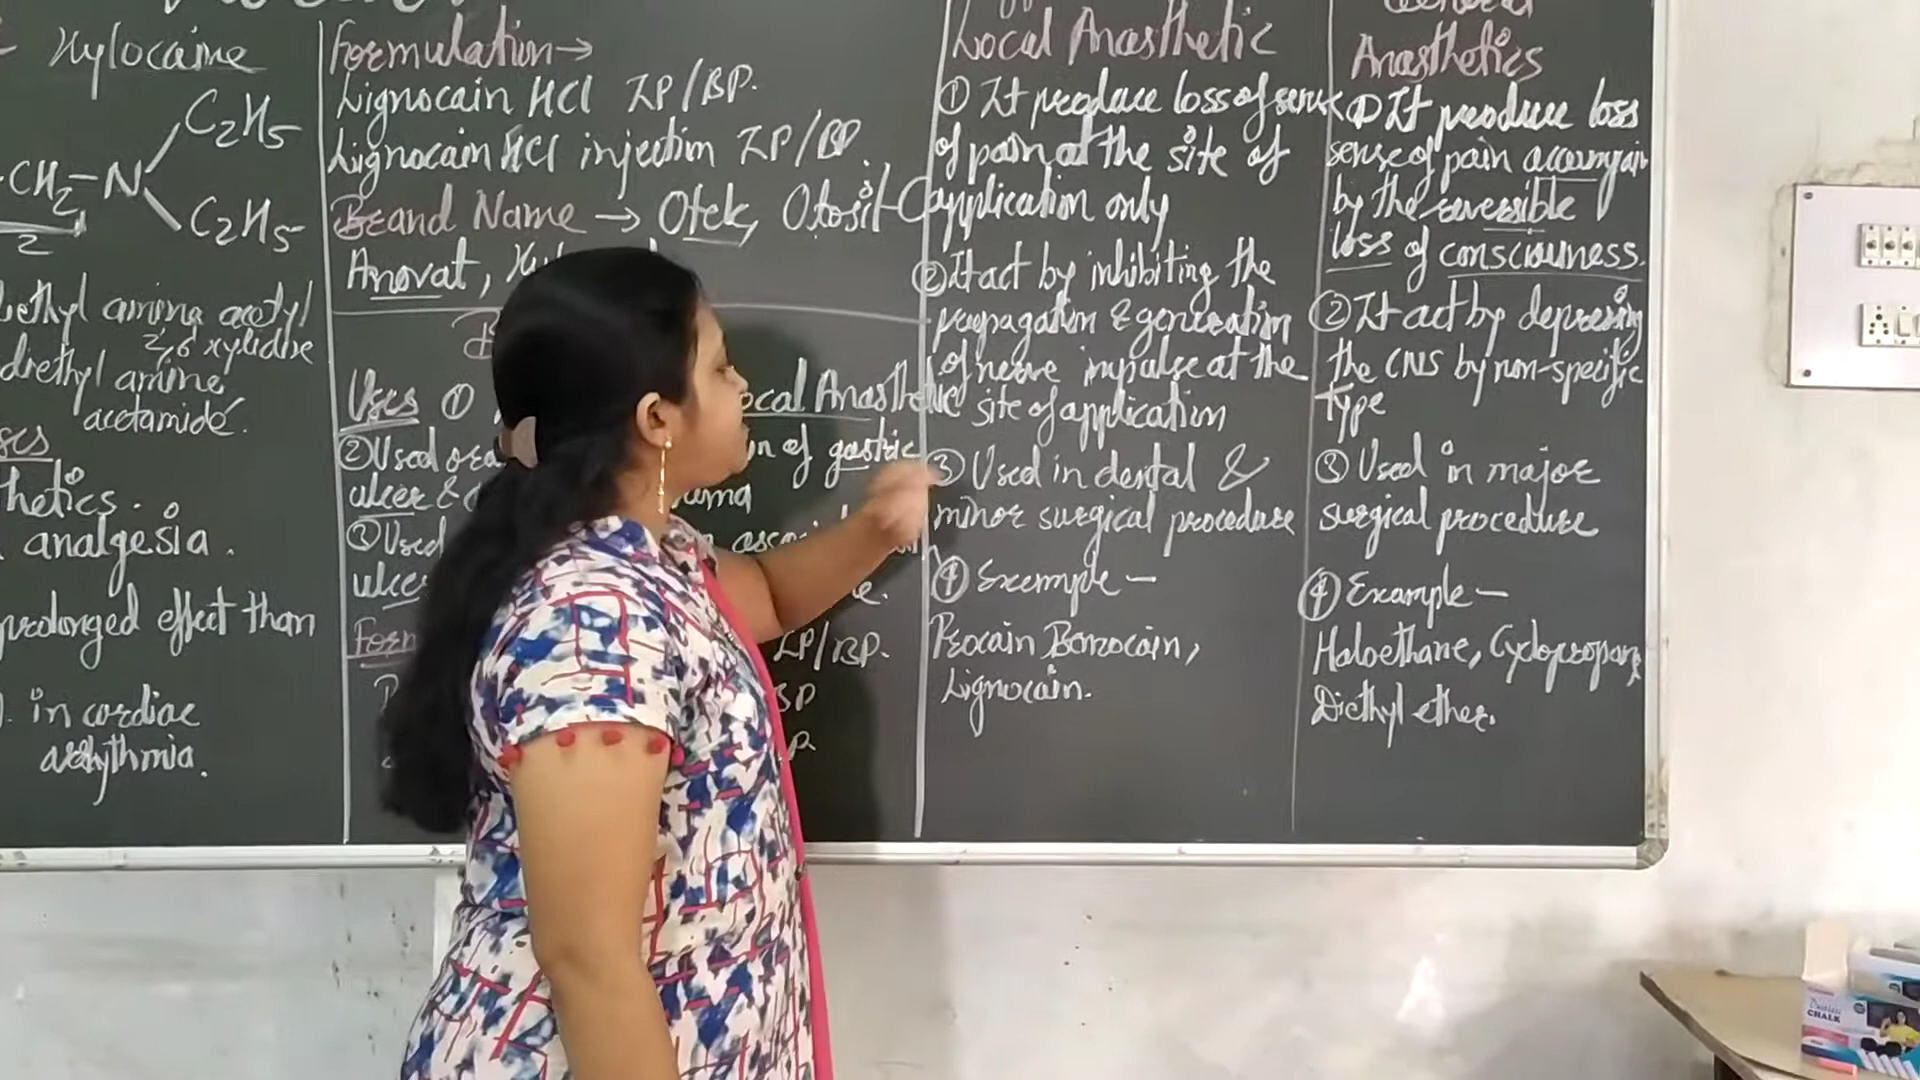 Xylocaine
C2H5
CH2-N
C2H5
2
amino acetyl
2,6 xylidine
diethyl amine
acetamide.
analgesia.
prolonged effect than
in cardiac
arrhythmia.
Formulation→
Lignocain HCl IP/BP.
Lignocain HCl injection IP/BP.
Brand Name → Otek, Otosil-C
Anovat,
Uses ①
Local Anasthetic
② Used
of gastric
ulcer &
③ Used
IP/BP.
Local Anasthetic
① It produce loss of sense
of pain at the site of
application only
② It act by inhibiting the
propagation & generation
of nerve impulse at the
site of application
③ Used in dental &
minor surgical procedure
④ Exempe -
Procain Benzocain,
Lignocain.
General
Anasthetics
① It produce loss
sense of pain
by the reversible
loss of consciousness.
② It act by depressing
the CNS by non-specific
Type
③ Used in major
surgical procedure
④ Example -
Haloethane, Cyclopropane,
Diethyl ether.
CHALK